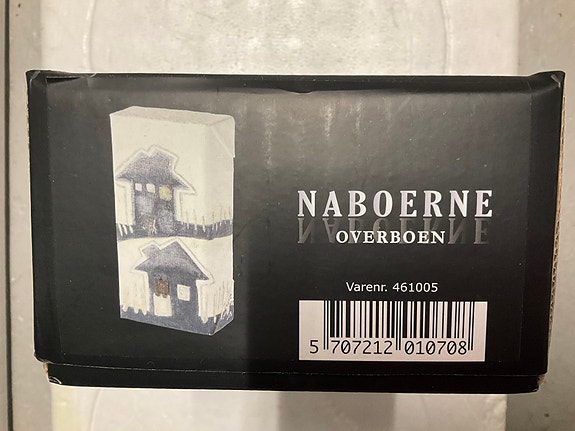 NABOERNE
OVERBOEN
Varenr. 461005
5 707212 010708